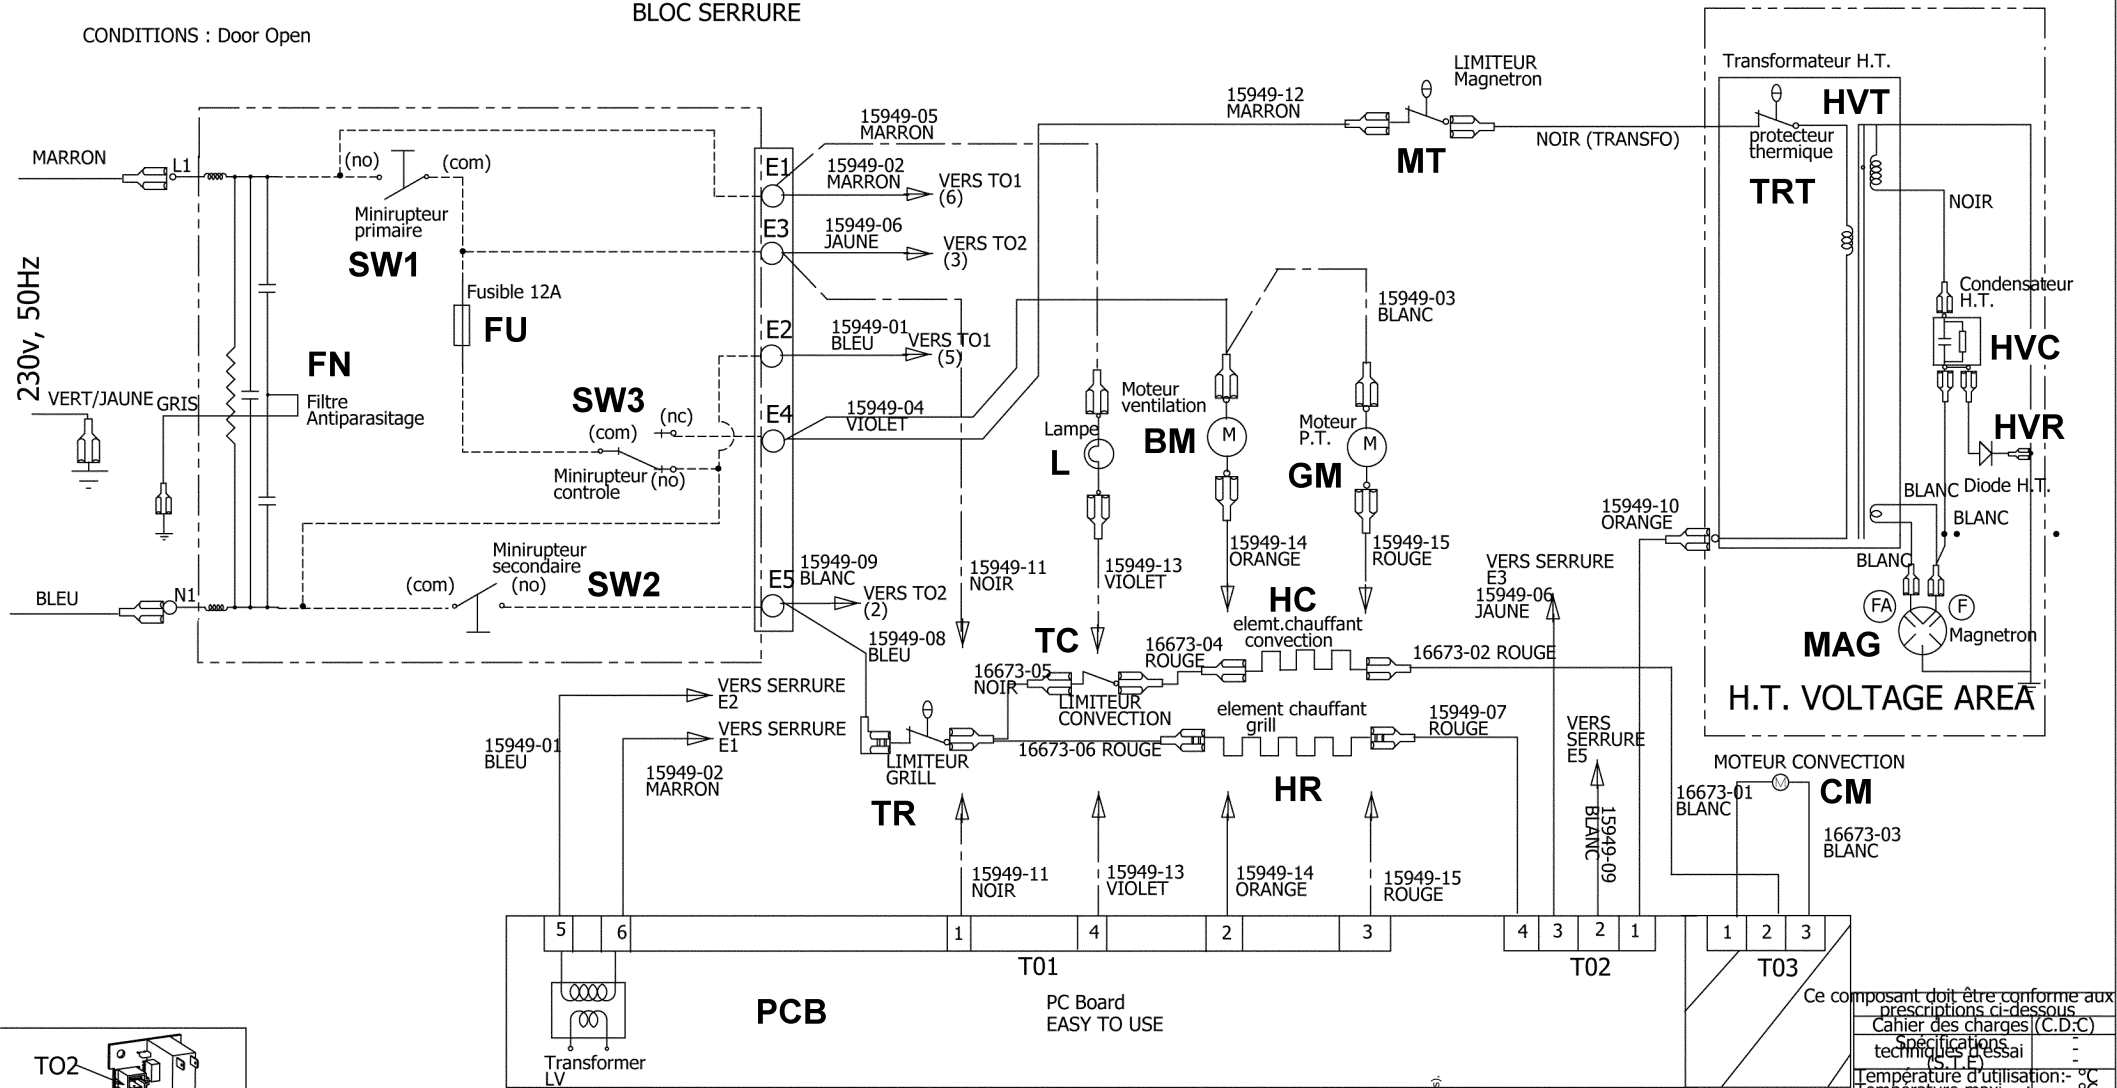 BLOC SERRURE
CONDITIONS : Door Open
LIMITEUR
Magnetron
Transformateur H.T.
HVT
protecteur
thermique
TRT
15949-12
MARRON
MT
NOIR (TRANSFO)
15949-05
MARRON
MARRON
L1
(no)
(com)
Minirupteur
primaire
SW1
E1
15949-02
MARRON
VERS TO1
(6)
E3
15949-06
JAUNE
VERS TO2
(3)
NOIR
230v, 50Hz
Fusible 12A
FU
E2
15949-01
BLEU
VERS TO1
(5)
15949-03
BLANC
Condensateur
H.T.
HVC
FN
Filtre
Antiparasitage
VERT/JAUNE
GRIS
SW3
(nc)
(com)
Minirupteur
controle
(no)
E4
15949-04
VIOLET
Moteur
ventilation
BM
M
Lampe
L
Moteur
P.T.
GM
M
HVR
Diode H.T.
BLANC
BLANC
BLANC
15949-10
ORANGE
Minirupteur
secondaire
(com)
(no)
SW2
BLEU
N1
E5
15949-09
BLANC
VERS TO2
(2)
15949-08
BLEU
15949-11
NOIR
15949-13
VIOLET
15949-14
ORANGE
15949-15
ROUGE
VERS SERRURE
E3
15949-06
JAUNE
FA
F
MAG
Magnetron
H.T. VOLTAGE AREA
HC
elemt.chauffant
convection
TC
16673-04
ROUGE
16673-05
NOIR
LIMITEUR
CONVECTION
16673-02 ROUGE
VERS SERRURE
E2
VERS SERRURE
E1
15949-01
BLEU
15949-02
MARRON
LIMITEUR
GRILL
TR
16673-06 ROUGE
element chauffant
grill
HR
15949-07
ROUGE
VERS
SERRURE
E5
15949-09
BLANC
MOTEUR CONVECTION
M
CM
16673-01
BLANC
16673-03
BLANC
15949-11
NOIR
15949-13
VIOLET
15949-14
ORANGE
15949-15
ROUGE
5
6
1
4
2
3
4
3
2
1
1
2
3
T01
T02
T03
PCB
PC Board
EASY TO USE
Transformer
LV
TO2
Ce composant doit être conforme aux
prescriptions ci-dessous
Cahier des charges (C.D.C) -
Spécifications
techniques d'essai
(S.T.E) -
Température d'utilisation:- °C